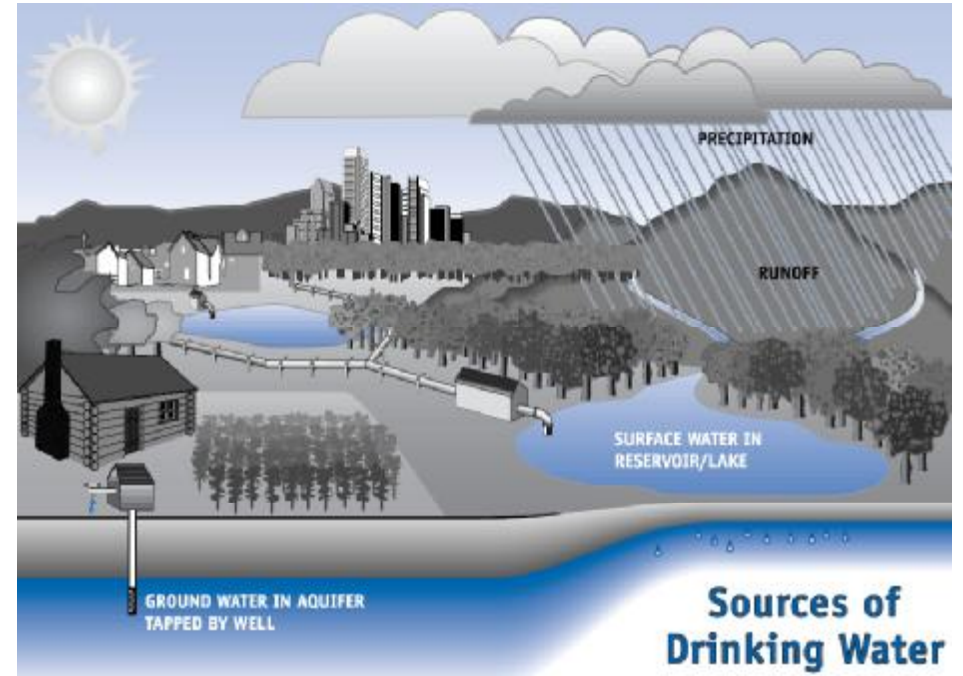 PRECIPITATION
RUNOFF
SURFACE WATER IN
RESERVOIR/LAKE
GROUND WATER IN AQUIFER
TAPPED BY WELL
Sources of
Drinking Water